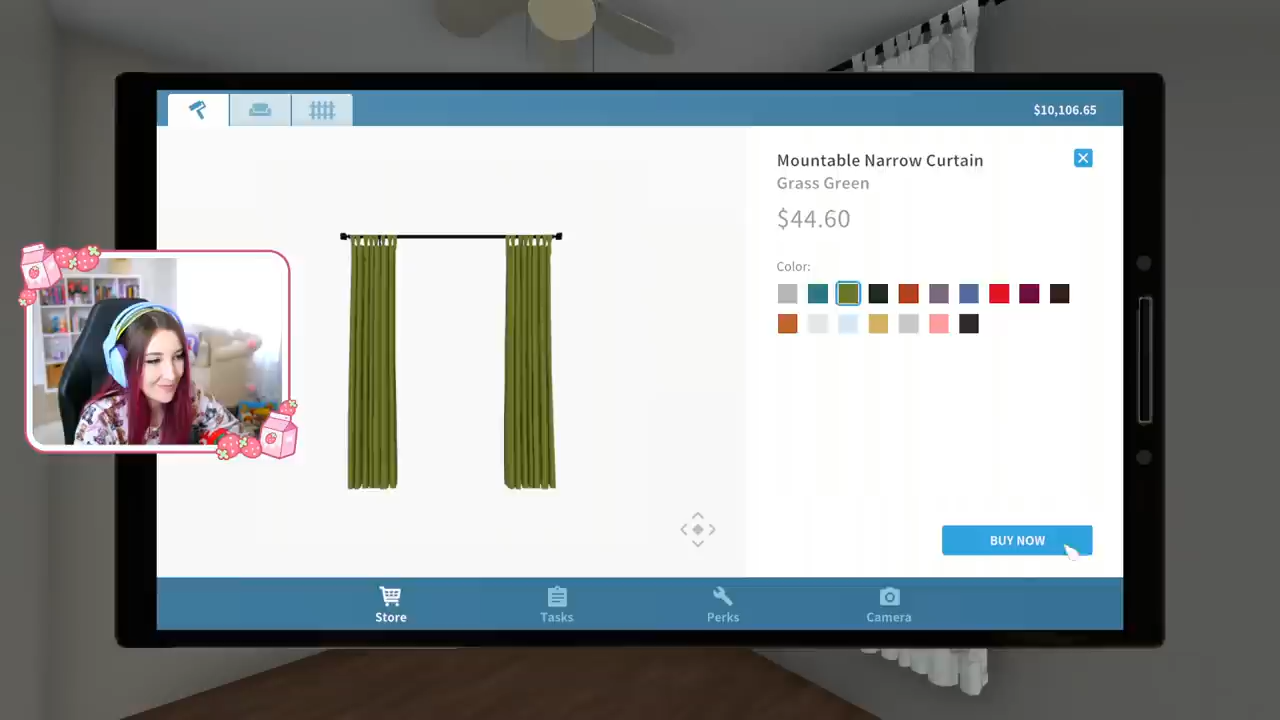 $10,106.65
Mountable Narrow Curtain
Grass Green
$44.60
Color:
BUY NOW
Store
Tasks
Perks
Camera